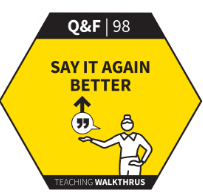 Q&F | 98
SAY IT AGAIN
BETTER
TEACHING WALKTHRUS